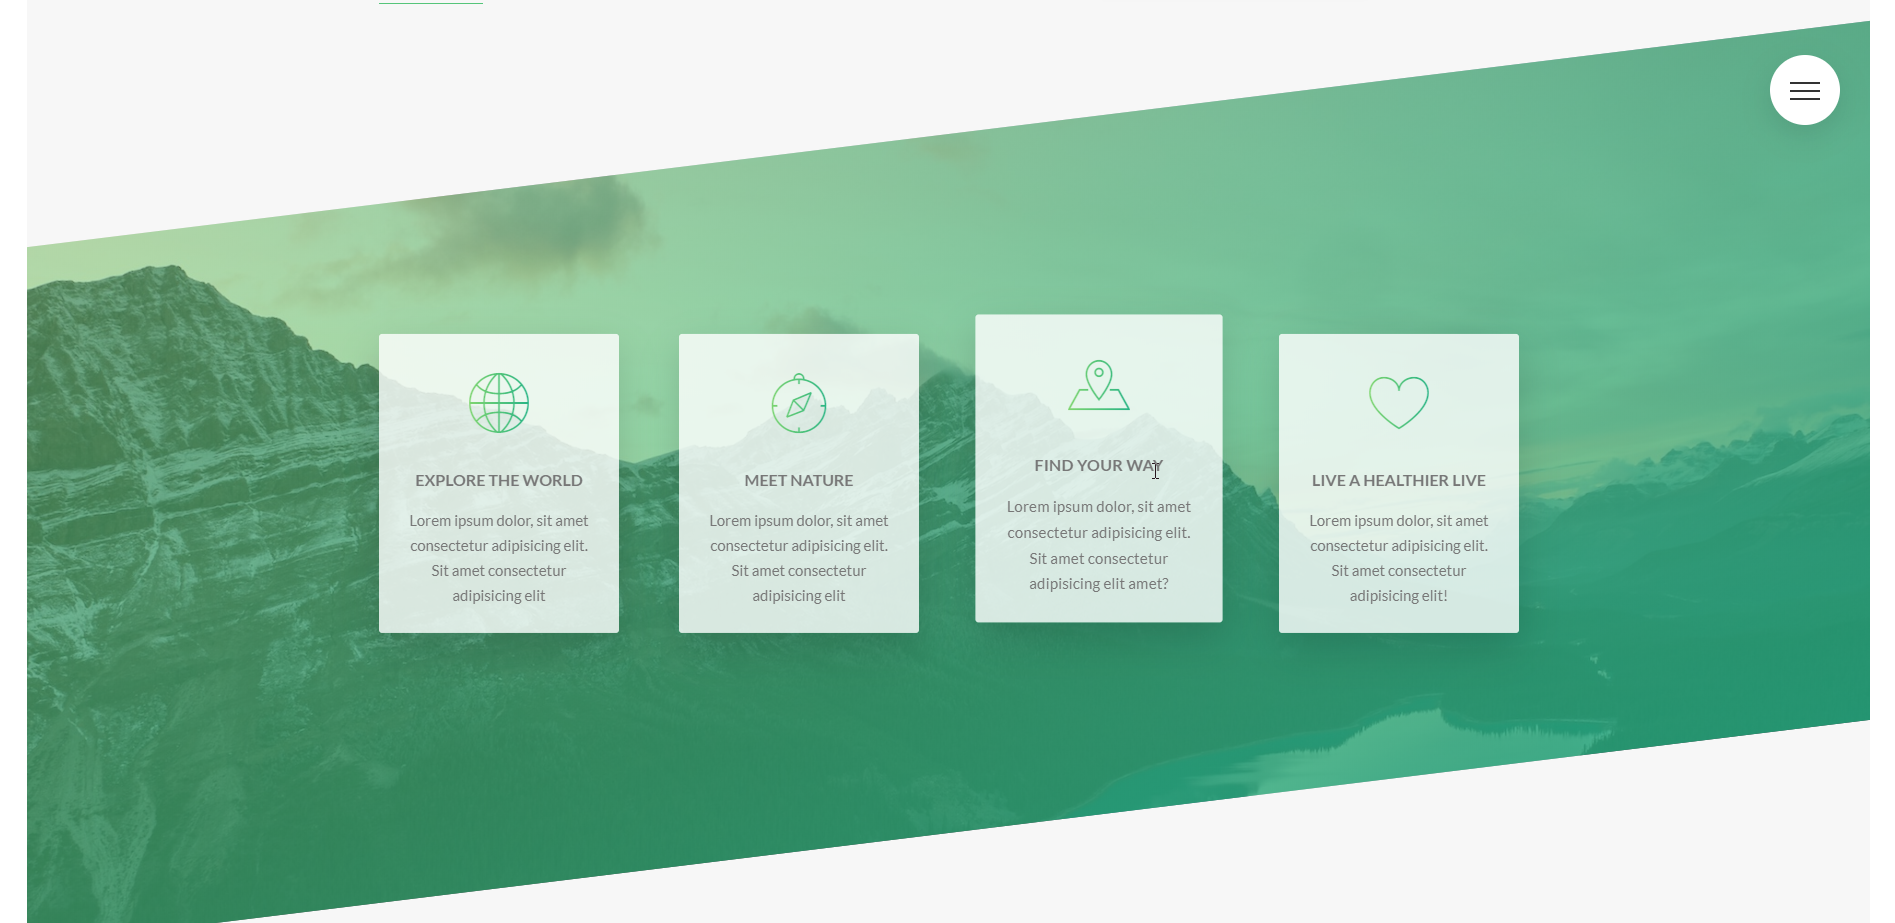 EXPLORE THE WORLD
Lorem ipsum dolor, sit amet
consectetur adipisicing elit.
Sit amet consectetur
adipisicing elit
MEET NATURE
Lorem ipsum dolor, sit amet
consectetur adipisicing elit.
Sit amet consectetur
adipisicing elit
FIND YOUR WAY
Lorem ipsum dolor, sit amet
consectetur adipisicing elit.
Sit amet consectetur
adipisicing elit amet?
LIVE A HEALTHIER LIVE
Lorem ipsum dolor, sit amet
consectetur adipisicing elit.
Sit amet consectetur
adipisicing elit!